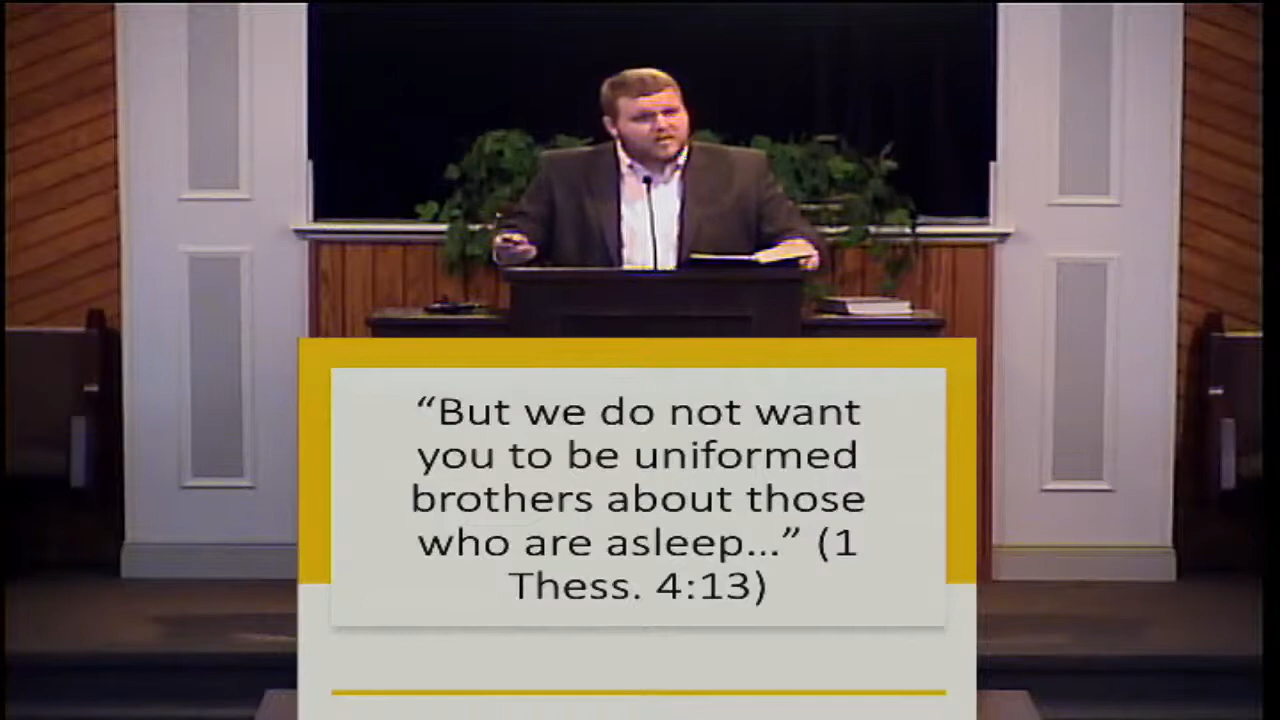 “But we do not want
you to be uniformed
brothers about those
who are asleep...” (1
Thess. 4:13)